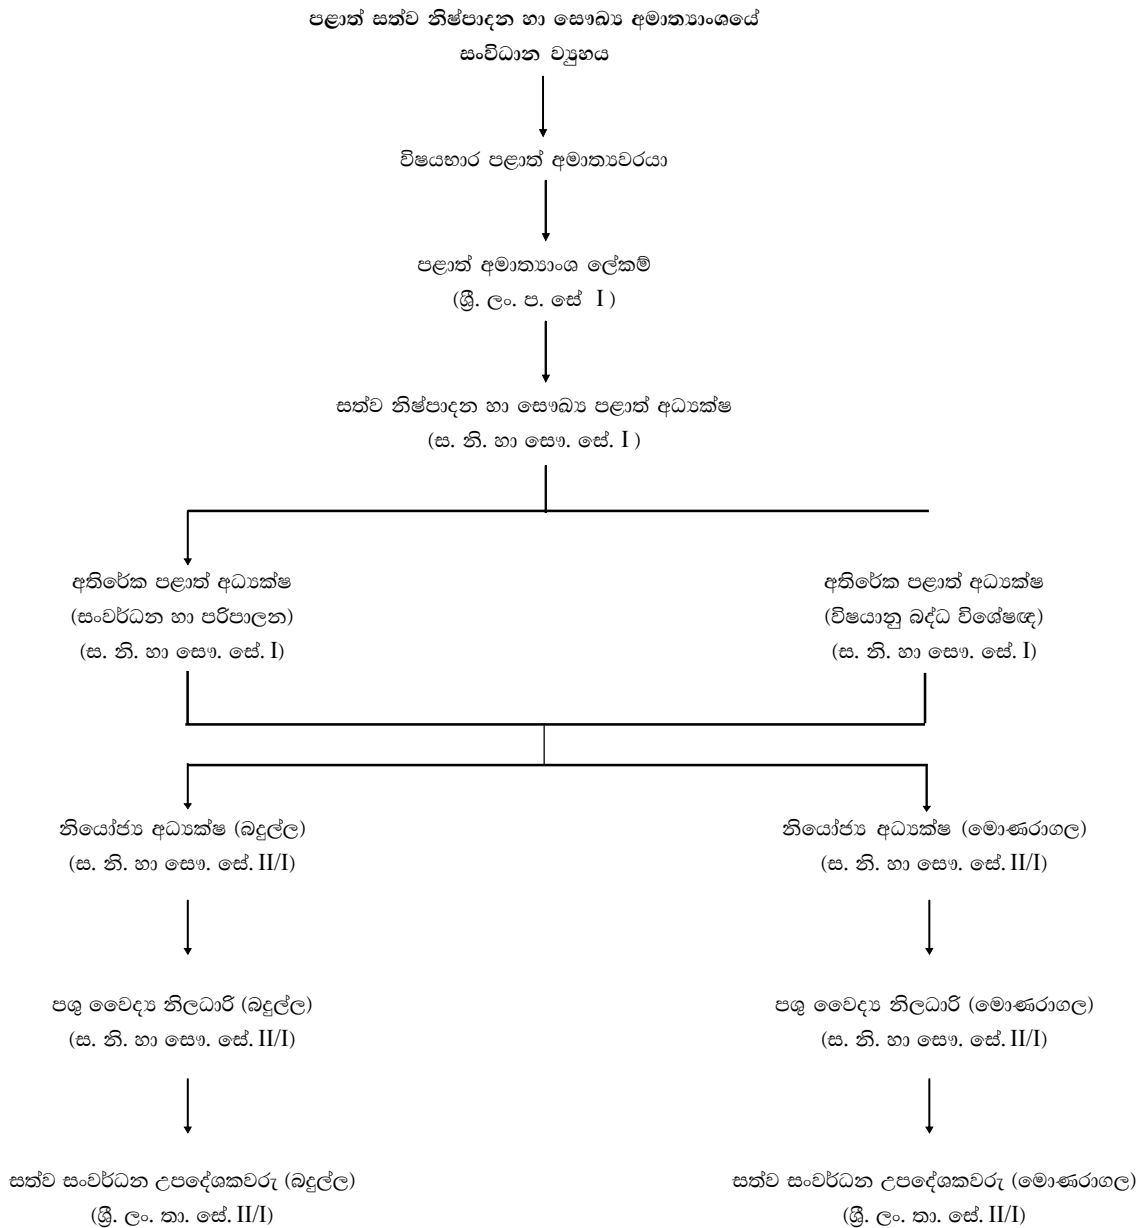 පළාත් සත්ව නිෂ්පාදන හා සෞඛ්‍ය අමාත්‍යාංශයේ
සංවිධාන ව්‍යුහය
විෂයභාර පළාත් අමාත්‍යවරයා
පළාත් අමාත්‍යාංශ ලේකම්
(ශ්‍රී. ලං. ප. සේ I )
සත්ව නිෂ්පාදන හා සෞඛ්‍ය පළාත් අධ්‍යක්ෂ
(ස. නි. හා සෞ. සේ. I )
අතිරේක පළාත් අධ්‍යක්ෂ
(සංවර්ධන හා පරිපාලන)
(ස. නි. හා සෞ. සේ. I)
අතිරේක පළාත් අධ්‍යක්ෂ
(විෂයානු බද්ධ විශේෂඥ)
(ස. නි. හා සෞ. සේ. I)
නියෝජ්‍ය අධ්‍යක්ෂ (බදුල්ල)
(ස. නි. හා සෞ. සේ. II/I)
නියෝජ්‍ය අධ්‍යක්ෂ (මොණරාගල)
(ස. නි. හා සෞ. සේ. II/I)
පශු වෛද්‍ය නිලධාරි (බදුල්ල)
(ස. නි. හා සෞ. සේ. II/I)
පශු වෛද්‍ය නිලධාරි (මොණරාගල)
(ස. නි. හා සෞ. සේ. II/I)
සත්ව සංවර්ධන උපදේශකවරු (බදුල්ල)
(ශ්‍රී. ලං. තා. සේ. II/I)
සත්ව සංවර්ධන උපදේශකවරු (මොණරාගල)
(ශ්‍රී. ලං. තා. සේ. II/I)